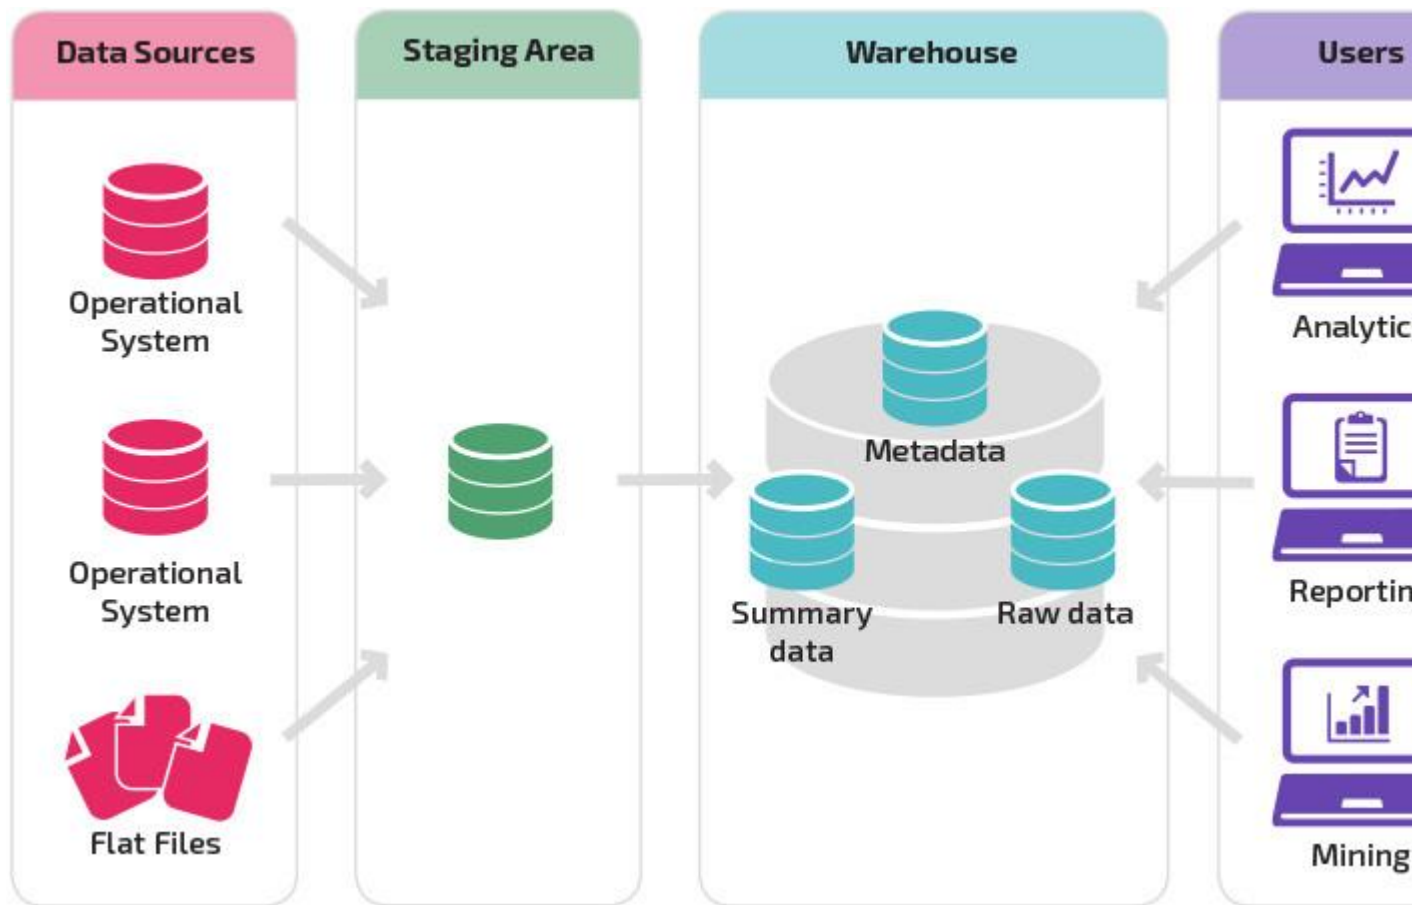 Data Sources
Staging Area
Warehouse
Users
Operational
System
Operational
System
Flat Files
Metadata
Summary
data
Raw data
Analytic
Reportin
Mining